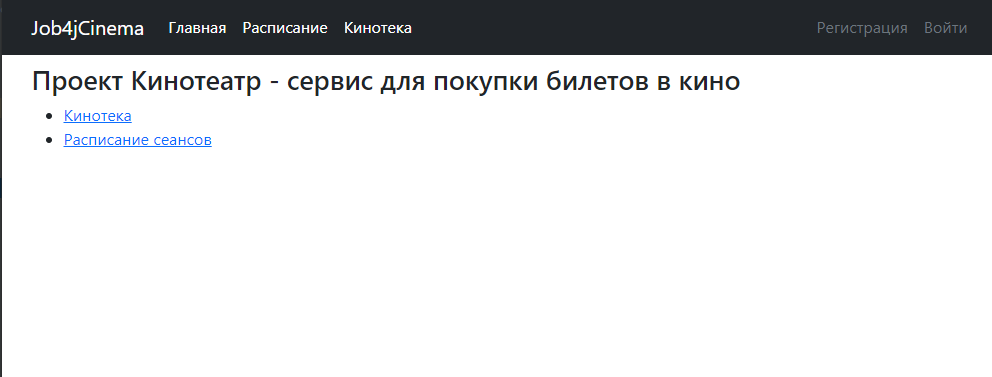 Job4jCinema Главная Расписание Кинотека Регистрация Войти
Проект Кинотеатр - сервис для покупки билетов в кино
Кинотека
Расписание сеансов